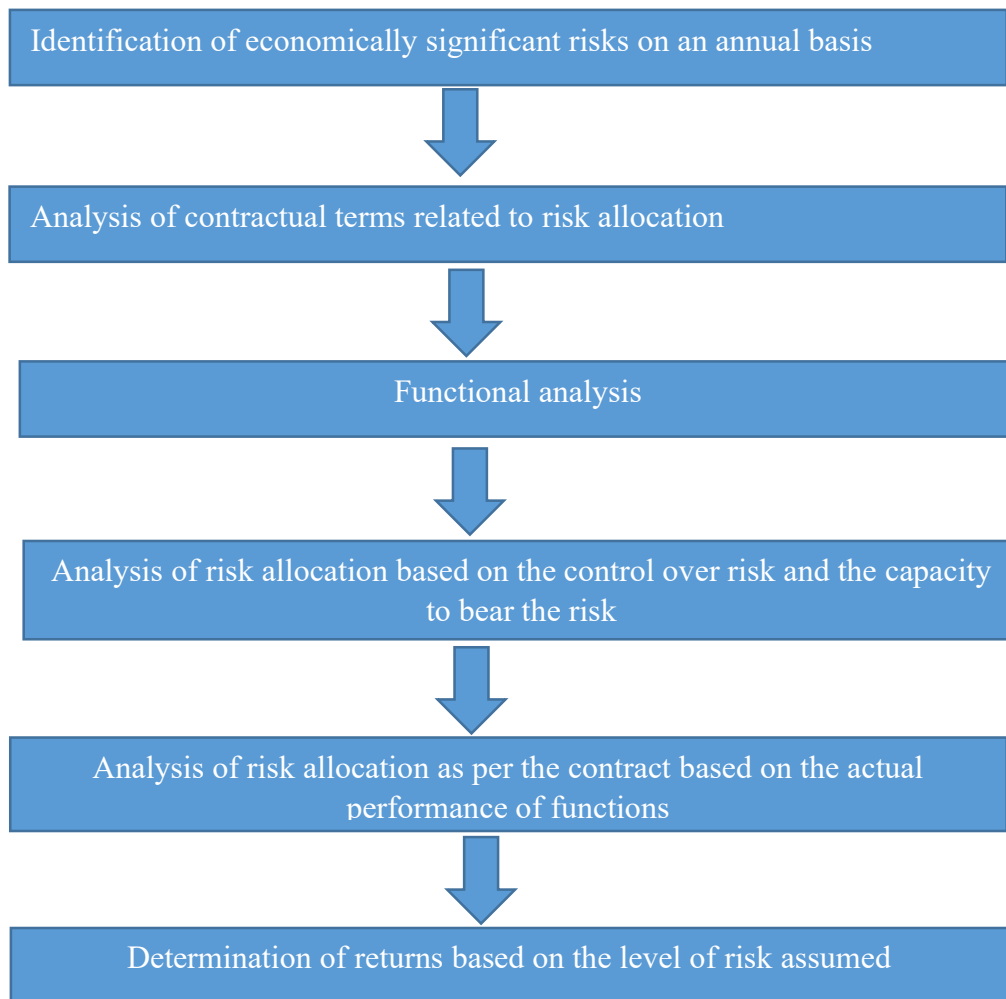 Identification of economically significant risks on an annual basis
Analysis of contractual terms related to risk allocation
Functional analysis
Analysis of risk allocation based on the control over risk and the capacity
to bear the risk
Analysis of risk allocation as per the contract based on the actual
performance of functions
Determination of returns based on the level of risk assumed